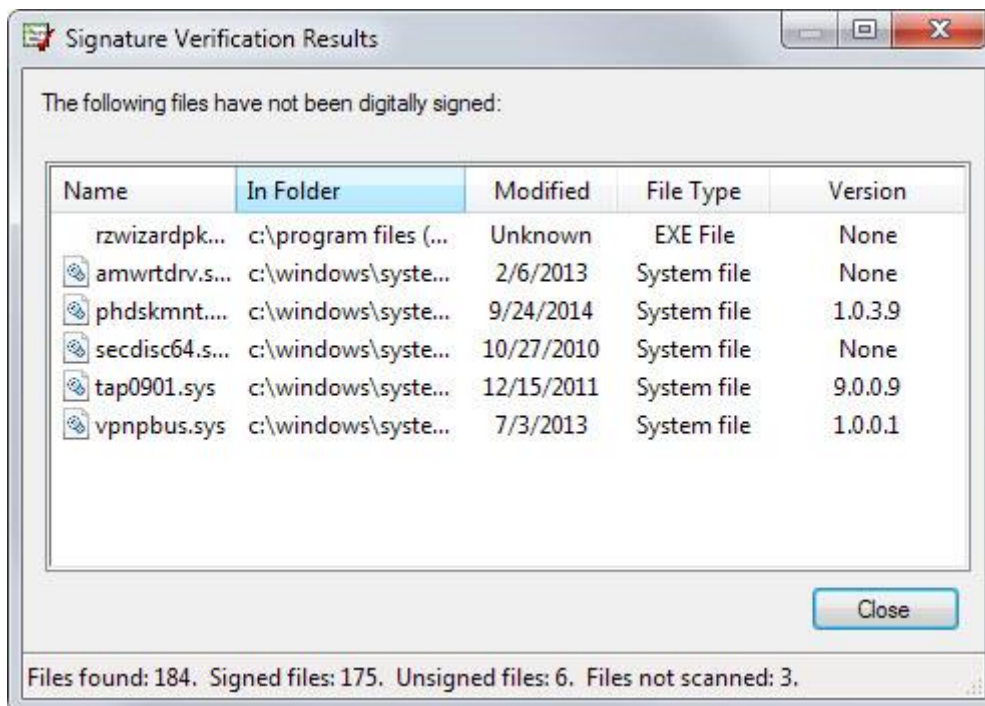 Signature Verification Results
The following files have not been digitally signed:
Name In Folder Modified File Type Version
rzwizardpk... c:\program files (... Unknown EXE File None
amwrtdrv.s... c:\windows\syste... 2/6/2013 System file None
phdskmnt.... c:\windows\syste... 9/24/2014 System file 1.0.3.9
secdisc64.s... c:\windows\syste... 10/27/2010 System file None
tap0901.sys c:\windows\syste... 12/15/2011 System file 9.0.0.9
vpnpbus.sys c:\windows\syste... 7/3/2013 System file 1.0.0.1
Close
Files found: 184. Signed files: 175. Unsigned files: 6. Files not scanned: 3.